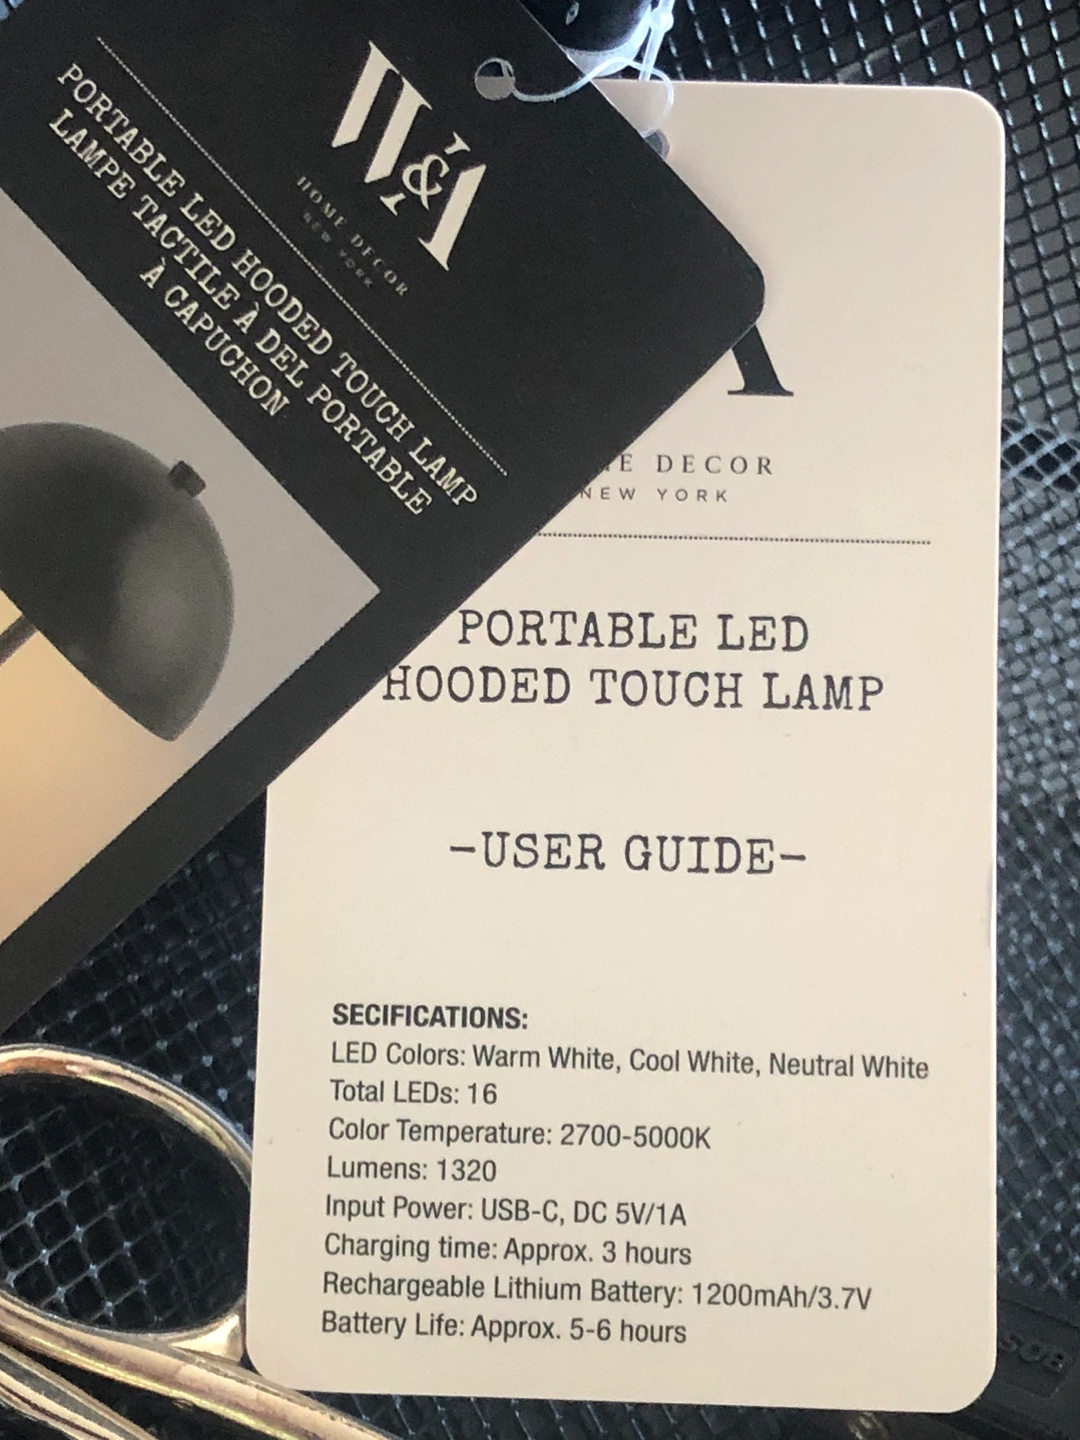 W&A
HOME DECOR
NEW YORK
PORTABLE LED HOODED TOUCH LAMP
LAMPE TACTILE À DEL PORTABLE
À CAPUCHON
A
DECOR
NEW YORK
PORTABLE LED
HOODED TOUCH LAMP
-USER GUIDE-
SECIFICATIONS:
LED Colors: Warm White, Cool White, Neutral White
Total LEDs: 16
Color Temperature: 2700-5000K
Lumens: 1320
Input Power: USB-C, DC 5V/1A
Charging time: Approx. 3 hours
Rechargeable Lithium Battery: 1200mAh/3.7V
Battery Life: Approx. 5-6 hours